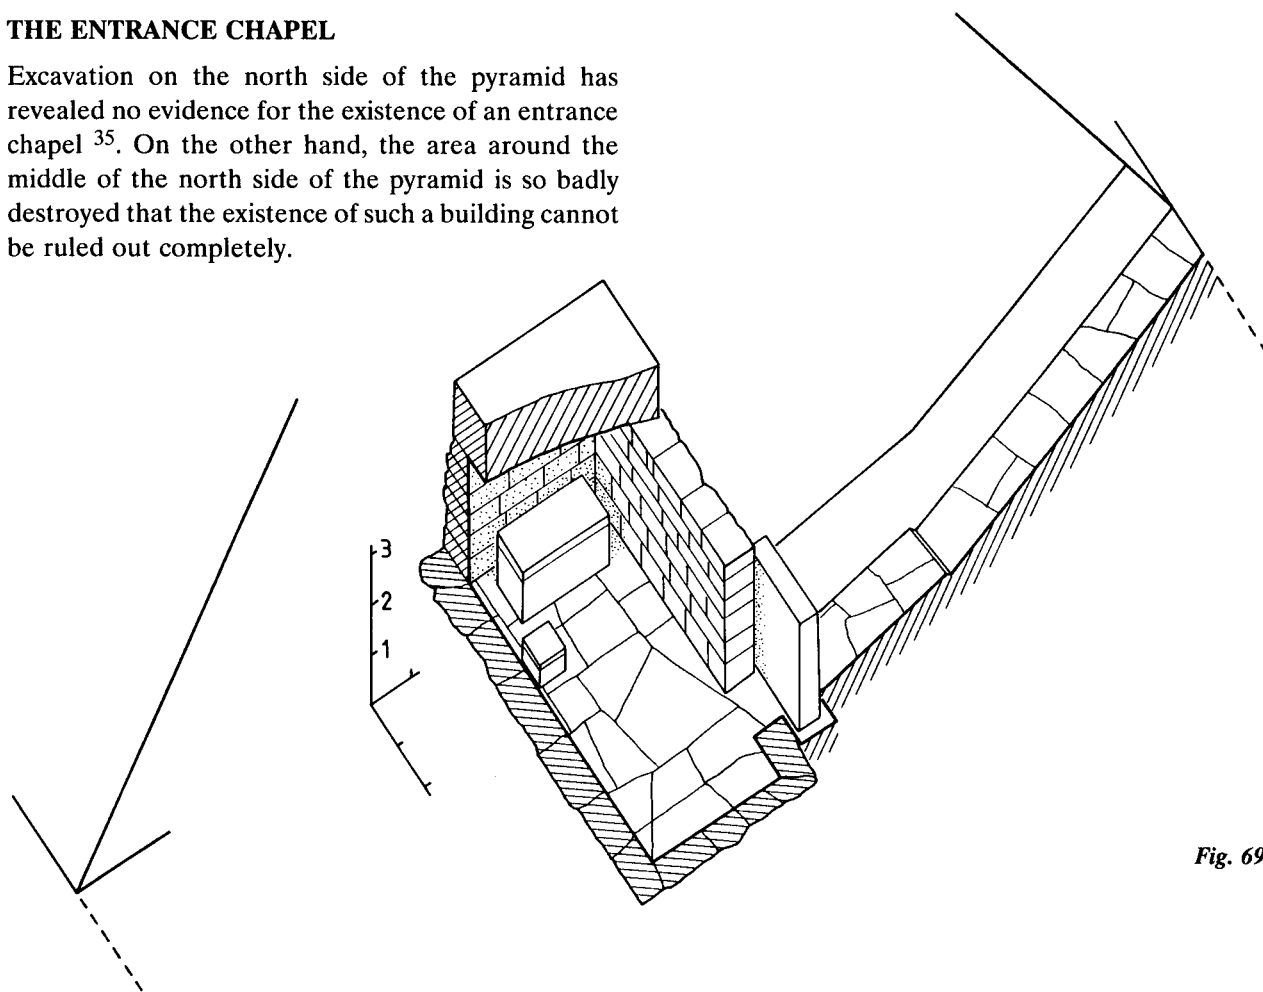 THE ENTRANCE CHAPEL
Excavation on the north side of the pyramid has
revealed no evidence for the existence of an entrance
chapel 35. On the other hand, the area around the
middle of the north side of the pyramid is so badly
destroyed that the existence of such a building cannot
be ruled out completely.
3
2
1
Fig. 69